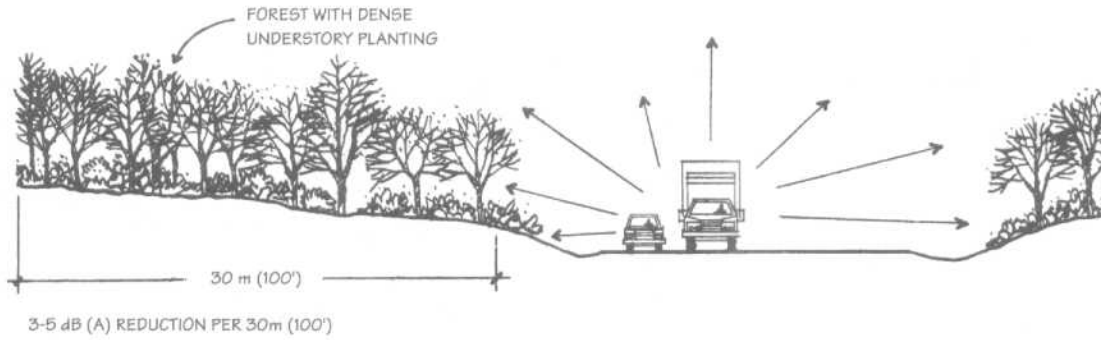 FOREST WITH DENSE
UNDERSTORY PLANTING
30 m (100')
3-5 dB (A) REDUCTION PER 30m (100')